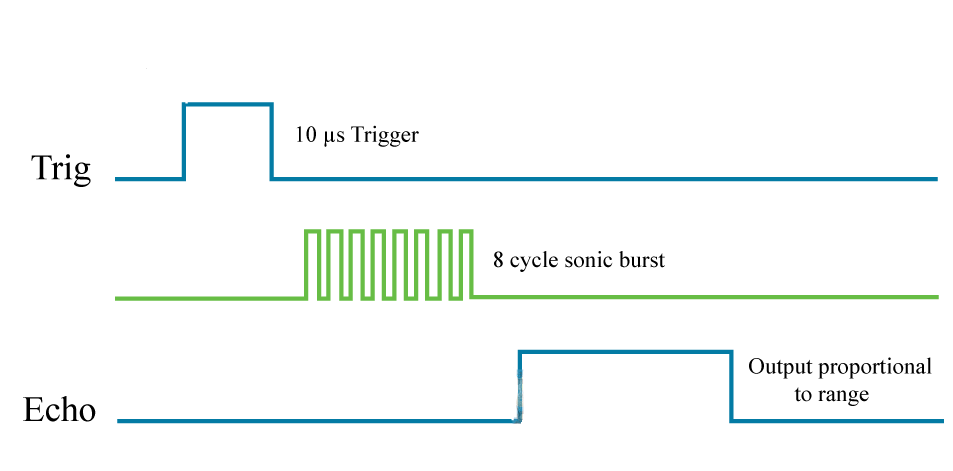 10 µs Trigger
Trig
8 cycle sonic burst
Output proportional
to range
Echo